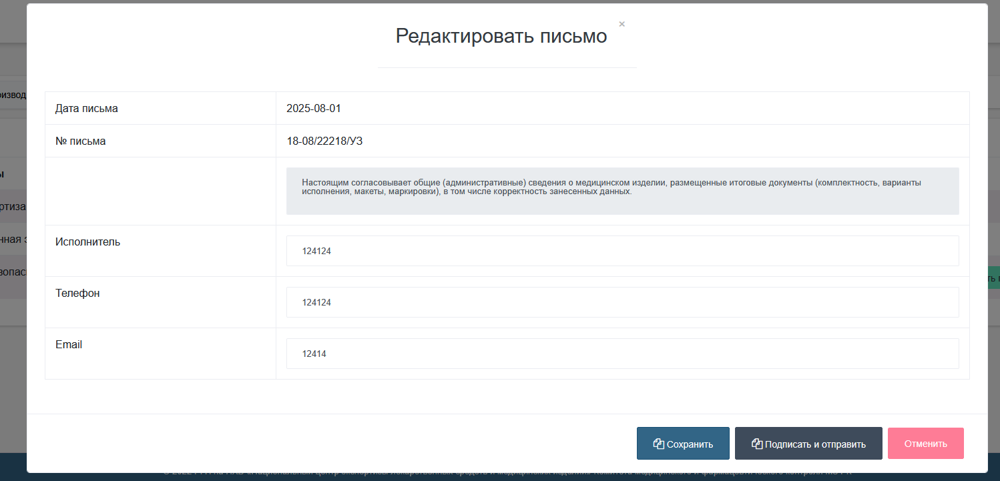 ×
Редактировать письмо
Дата письма 2025-08-01
№ письма 18-08/22218/УЗ
Настоящим согласовывает общие (административные) сведения о медицинском изделии, размещенные итоговые документы (комплектность, варианты
исполнения, макеты, маркировки), в том числе корректность занесенных данных.
Исполнитель 124124
Телефон 124124
Email 12414
Сохранить Подписать и отправить Отменить